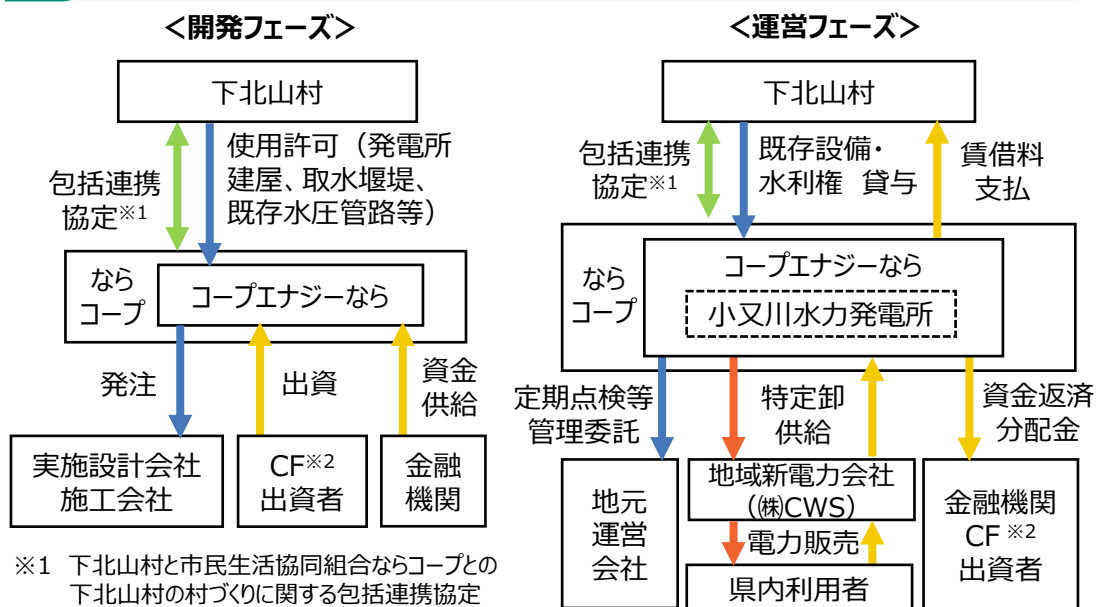 ＜開発フェーズ＞
下北山村
包括連携
協定※1
使用許可（発電所
建屋、取水堰堤、
既存水圧管路等）
なら
コープ
コープエナジーなら
発注
出資
資金
供給
実施設計会社
施工会社
CF※2
出資者
金融
機関
※1 下北山村と市民生活協同組合ならコープとの
下北山村の村づくりに関する包括連携協定
＜運営フェーズ＞
下北山村
包括連携
協定※1
既存設備・
水利権 貸与
賃借料
支払
なら
コープ
コープエナジーなら
小又川水力発電所
定期点検等
管理委託
特定卸
供給
資金返済
分配金
地元
運営
会社
地域新電力会社
（㈱CWS）
電力販売
県内利用者
金融機関
CF※2
出資者